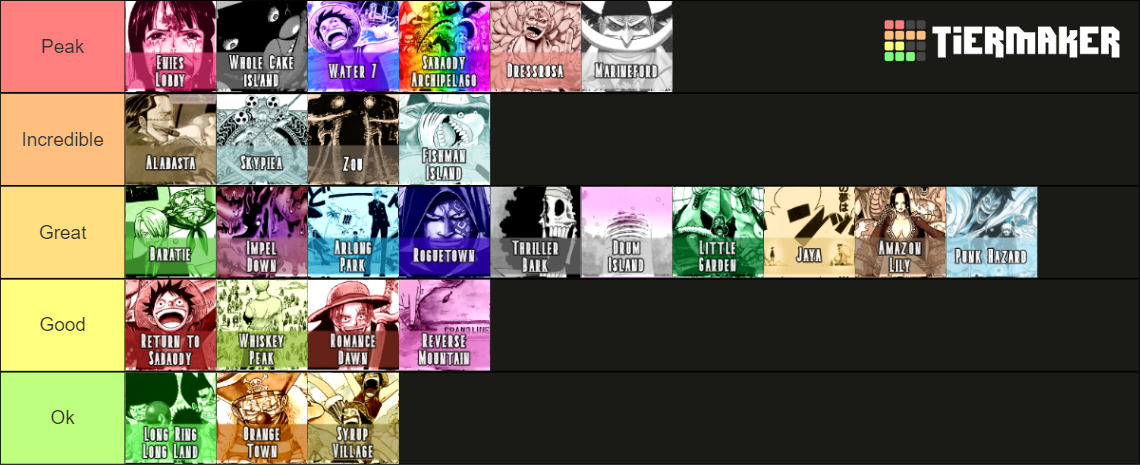 Peak
ENIES
LOBBY
WHOLE CAKE
ISLAND
WATER 7
SABAODY
ARCHIPELAGO
DRESSROSA
MARINEFORD
TIERMAKER
Incredible
ALABASTA
SKYPIEA
ZOU
FISHMAN
ISLAND
Great
BARATIE
IMPEL
DOWN
ARLONG
PARK
ROGUETOWN
THRILLER
BARK
DRUM
ISLAND
LITTLE
GARDEN
JAYA
AMAZON
LILY
PUNK HAZARD
Good
RETURN TO
SABAODY
WHISKEY
PEAK
ROMANCE
DAWN
GRAND LINE
REVERSE
MOUNTAIN
Ok
LONG RING
LONG LAND
ORANGE
TOWN
SYRUP
VILLAGE